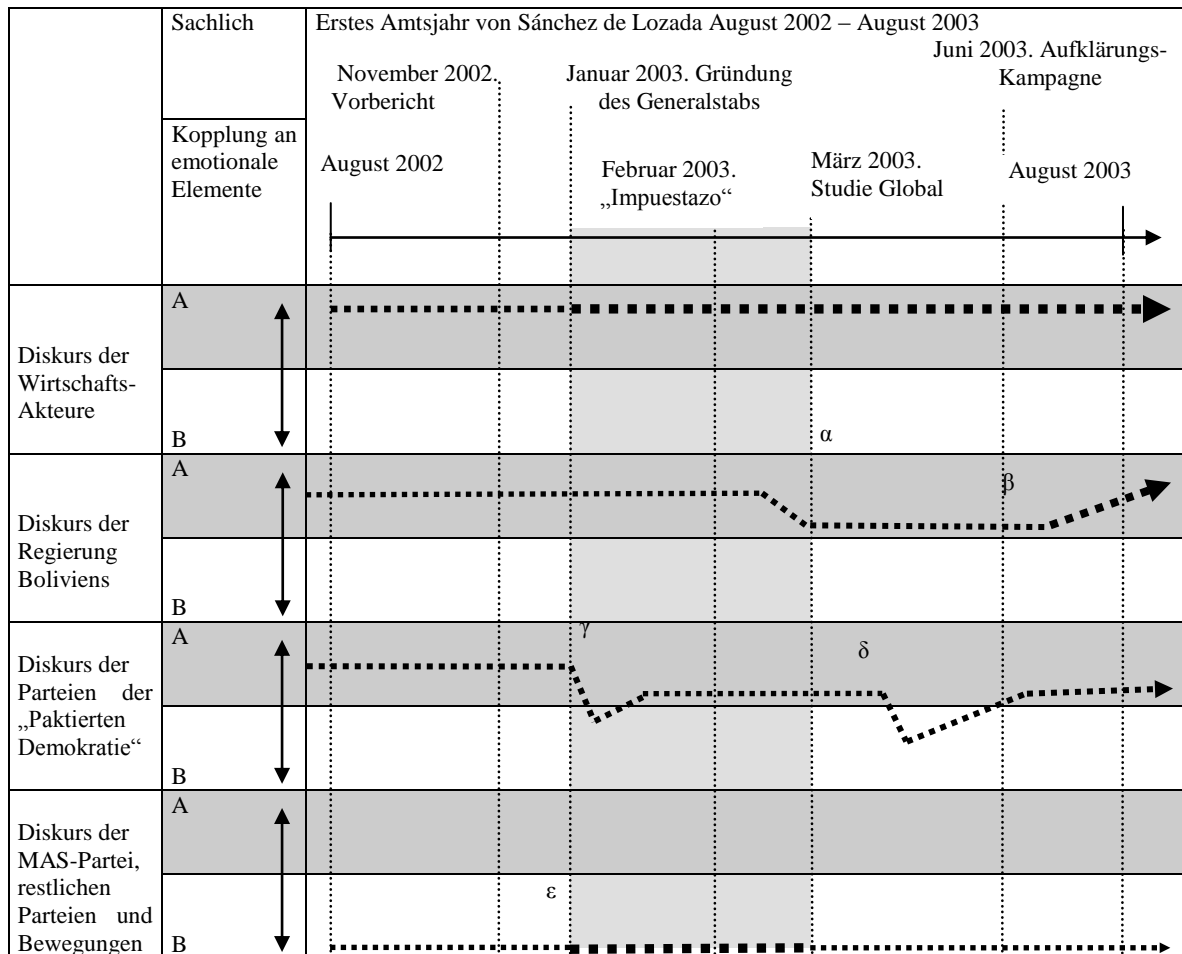 Sachlich
Erstes Amtsjahr von Sánchez de Lozada August 2002 – August 2003
Juni 2003. Aufklärungs-
Kampagne
November 2002.
Vorbericht
Januar 2003. Gründung
des Generalstabs
Kopplung an
emotionale
Elemente
August 2002
Februar 2003.
„Impuestazo“
März 2003.
Studie Global
August 2003
Diskurs der
Wirtschafts-
Akteure
A
B
α
Diskurs der
Regierung
Boliviens
A
B
β
Diskurs der
Parteien der
„Paktierten
Demokratie“
A
B
γ
δ
Diskurs der
MAS-Partei,
restlichen
Parteien und
Bewegungen
A
B
ε